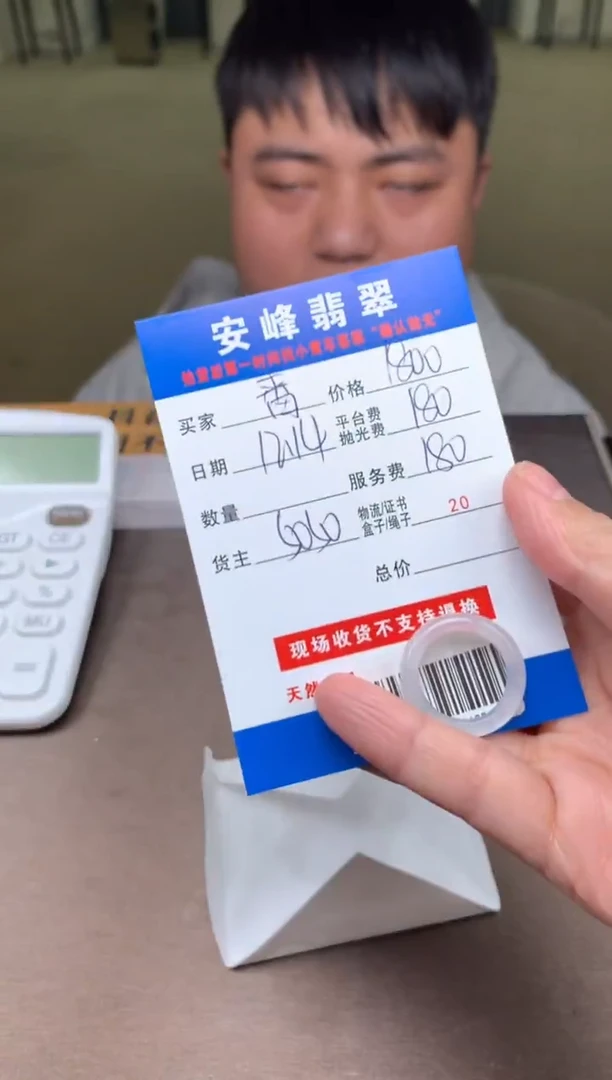 安峰翡翠
买家 香 价格 1800
日期 12.14 平台费 抛光费 180
数量 服务费 180
货主 6060 物流/证书 盒子/绳子 20
总价
现场收货不支持退换
天然